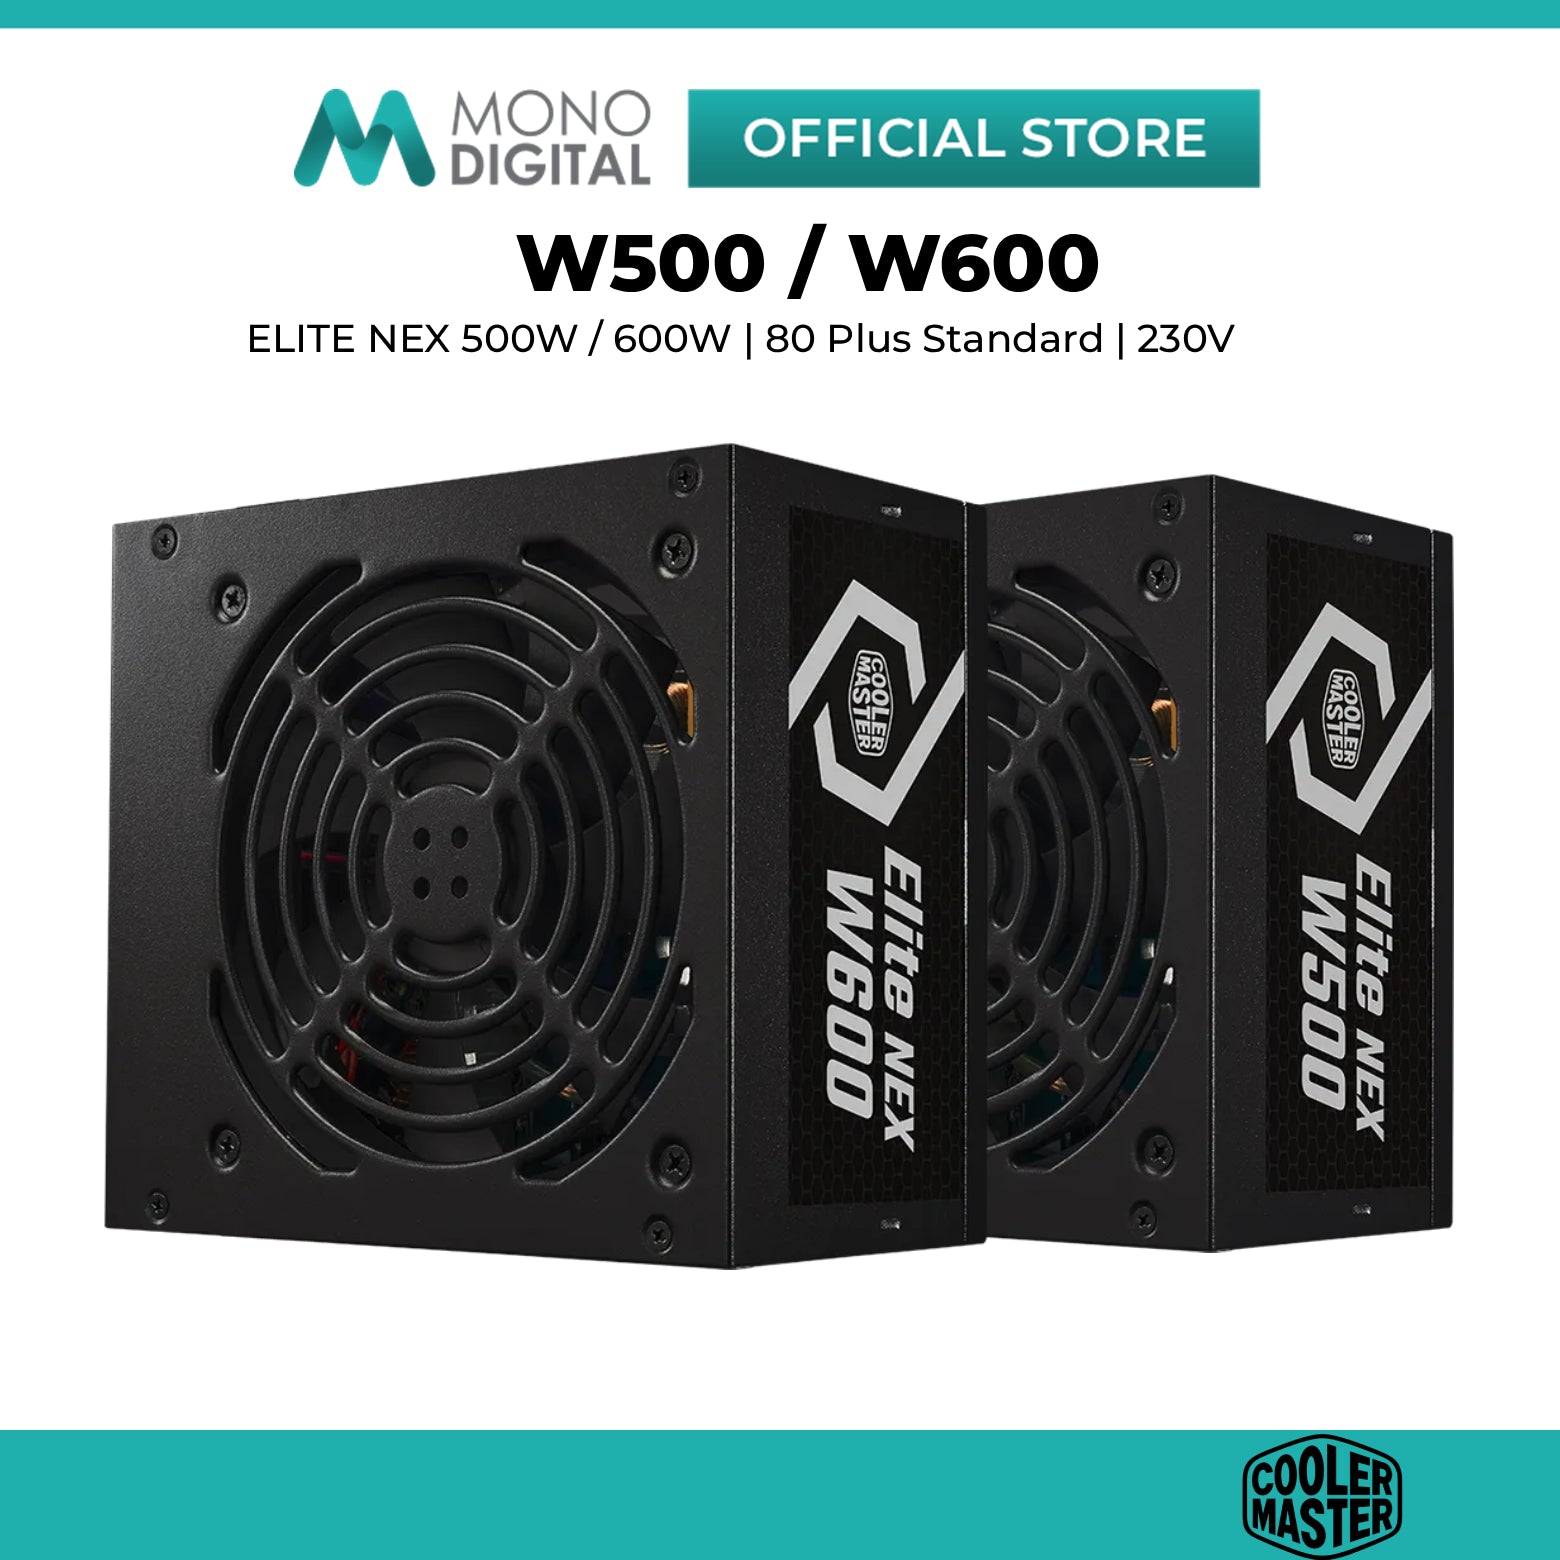 MONO
DIGITAL
OFFICIAL STORE
W500 / W600
ELITE NEX 500W / 600W | 80 Plus Standard | 230V
COOLER
MASTER
Elite NEX
W600
COOLER
MASTER
Elite NEX
W500
COOLER
MASTER